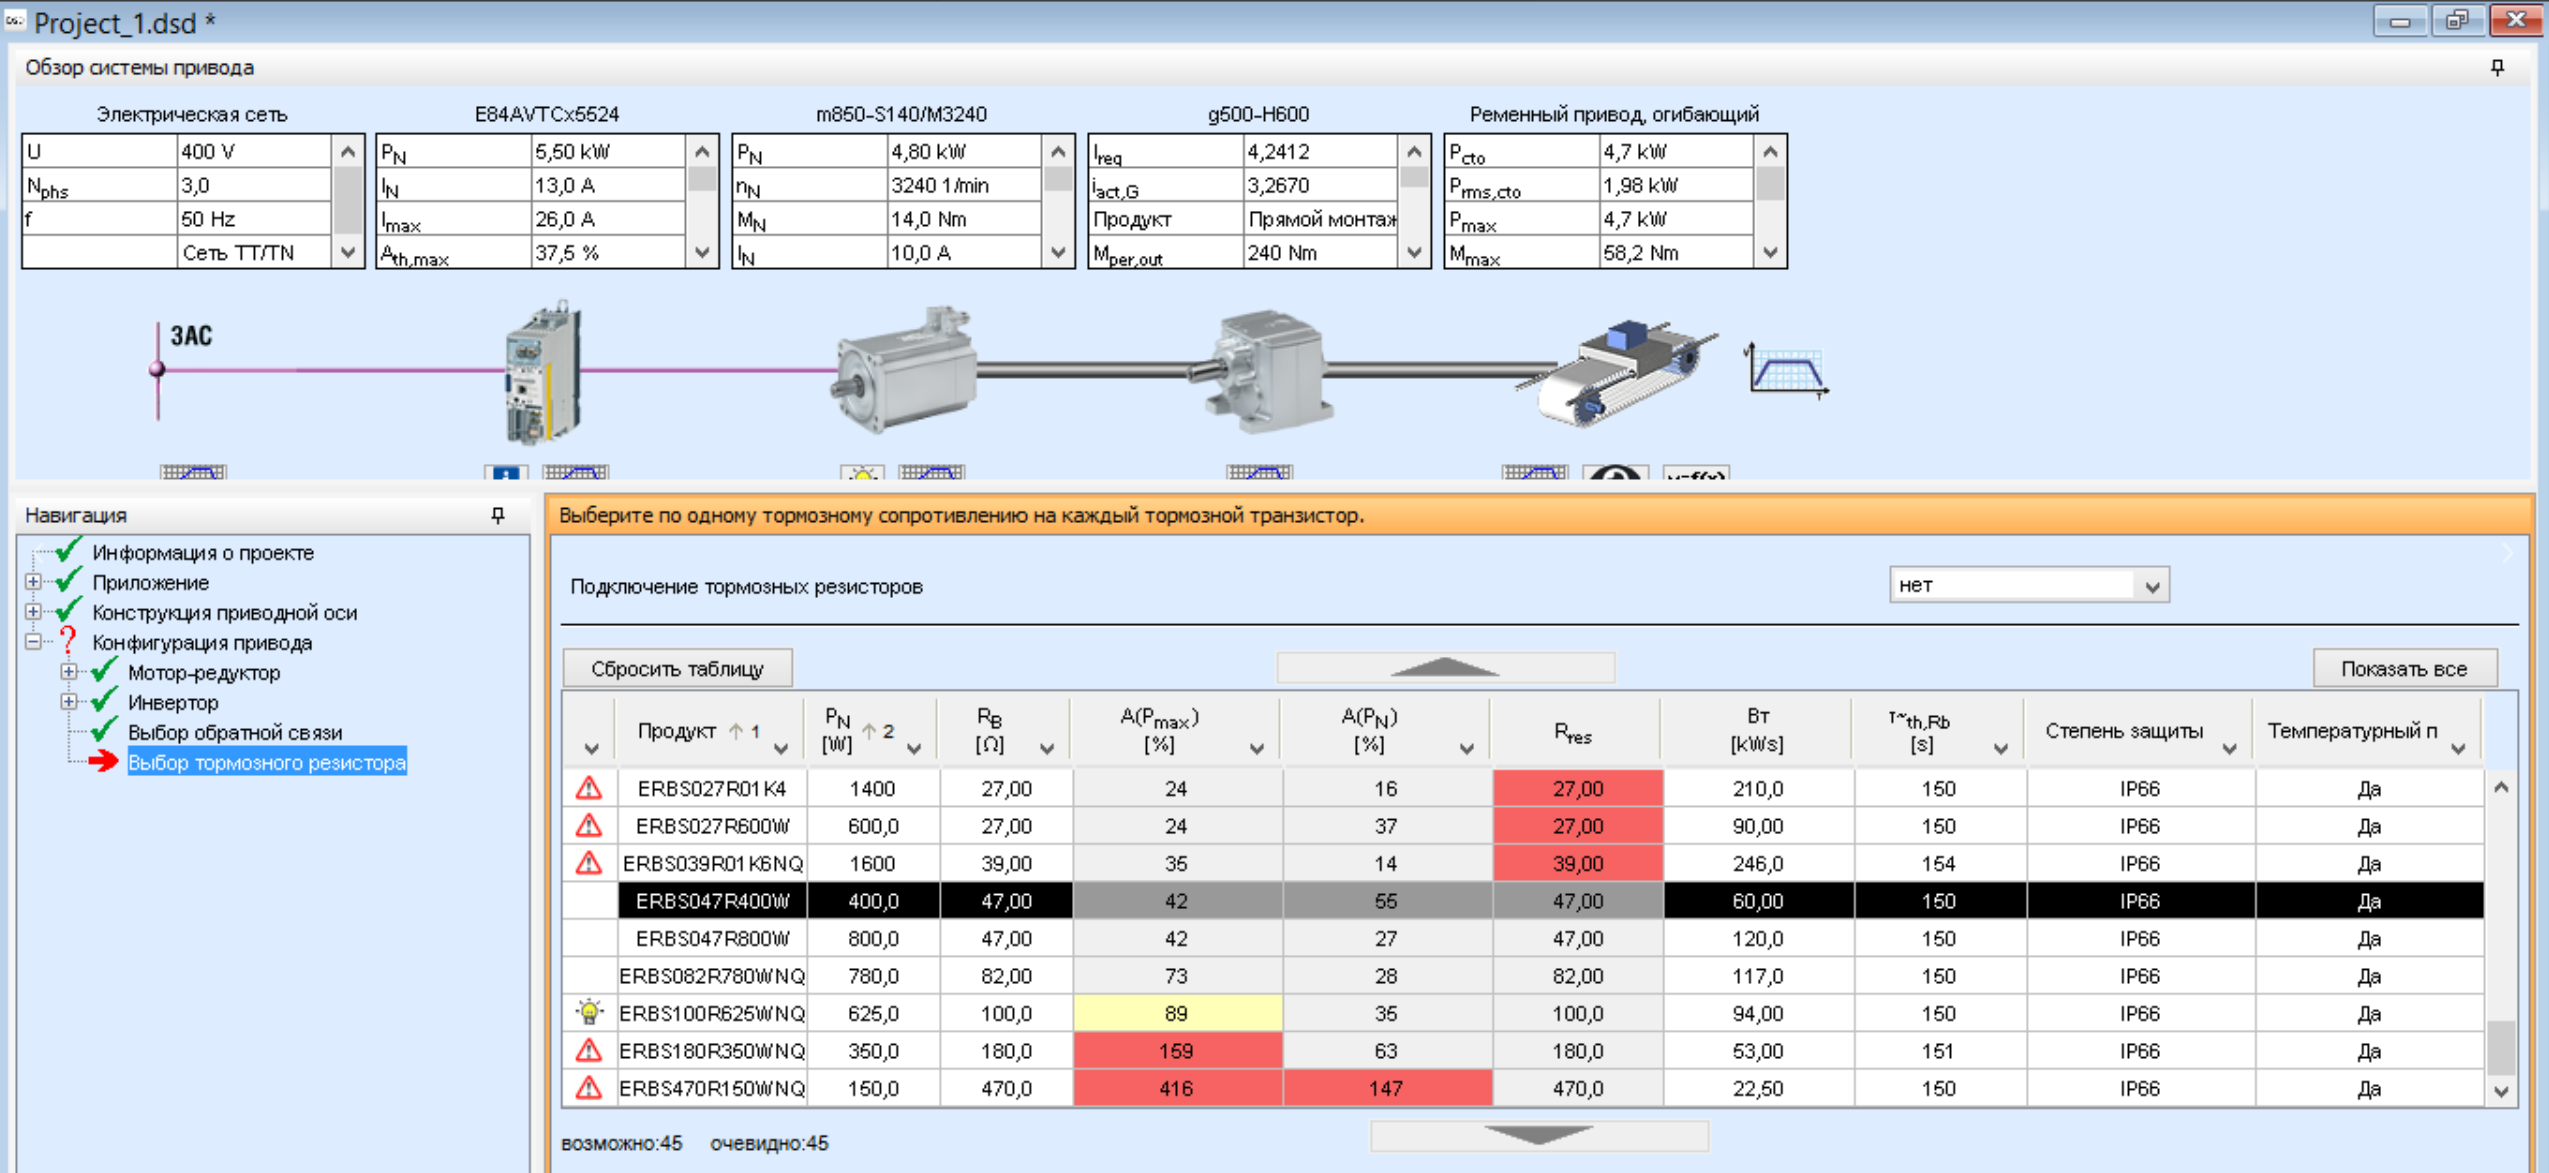 Project_1.dsd *
Обзор системы привода
Электрическая сеть
U 400 V
Nphs 3,0
f 50 Hz
Сеть TT/TN
E84AVTCx5524
PN 5,50 kW
IN 13,0 A
Imax 26,0 A
Ath,max 37,5 %
m850-S140/M3240
PN 4,80 kW
nN 3240 1/min
MN 14,0 Nm
IN 10,0 A
g500-H600
ireq 4,2412
iact,G 3,2670
Продукт Прямой монтаж
Mper,out 240 Nm
Ременный привод, огибающий
Pcto 4,7 kW
Prms,cto 1,98 kW
Pmax 4,7 kW
Mmax 58,2 Nm
3AC
Навигация
Информация о проекте
Приложение
Конструкция приводной оси
Конфигурация привода
Мотор-редуктор
Инвертор
Выбор обратной связи
Выбор тормозного резистора
Выберите по одному тормозному сопротивлению на каждый тормозной транзистор.
Подключение тормозных резисторов нет
Сбросить таблицу Показать все
Продукт ↑ 1 PN [W] ↑ 2 RB [Ω] A(Pmax) [%] A(PN) [%] Rres Вт [kWs] T~th,Rb [s] Степень защиты Температурный п
ERBS027R01K4 1400 27,00 24 16 27,00 210,0 150 IP66 Да
ERBS027R600W 600,0 27,00 24 37 27,00 90,00 150 IP66 Да
ERBS039R01K6NQ 1600 39,00 35 14 39,00 246,0 154 IP66 Да
ERBS047R400W 400,0 47,00 42 55 47,00 60,00 150 IP66 Да
ERBS047R800W 800,0 47,00 42 27 47,00 120,0 150 IP66 Да
ERBS082R780WNQ 780,0 82,00 73 28 82,00 117,0 150 IP66 Да
ERBS100R625WNQ 625,0 100,0 89 35 100,0 94,00 150 IP66 Да
ERBS180R350WNQ 350,0 180,0 159 63 180,0 53,00 151 IP66 Да
ERBS470R150WNQ 150,0 470,0 416 147 470,0 22,50 150 IP66 Да
возможно:45 очевидно:45